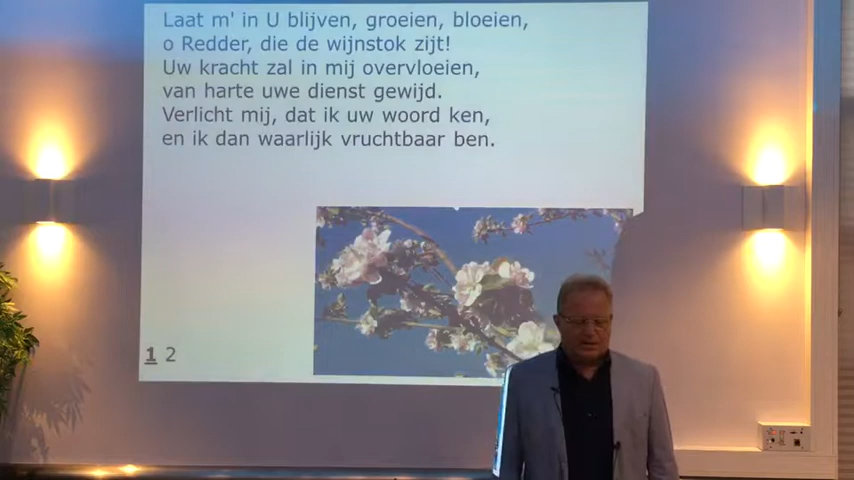 Laat m' in U blijven, groeien, bloeien,
o Redder, die de wijnstok zijt!
Uw kracht zal in mij overvloeien,
van harte uwe dienst gewijd.
Verlicht mij, dat ik uw woord ken,
en ik dan waarlijk vruchtbaar ben.
1 2